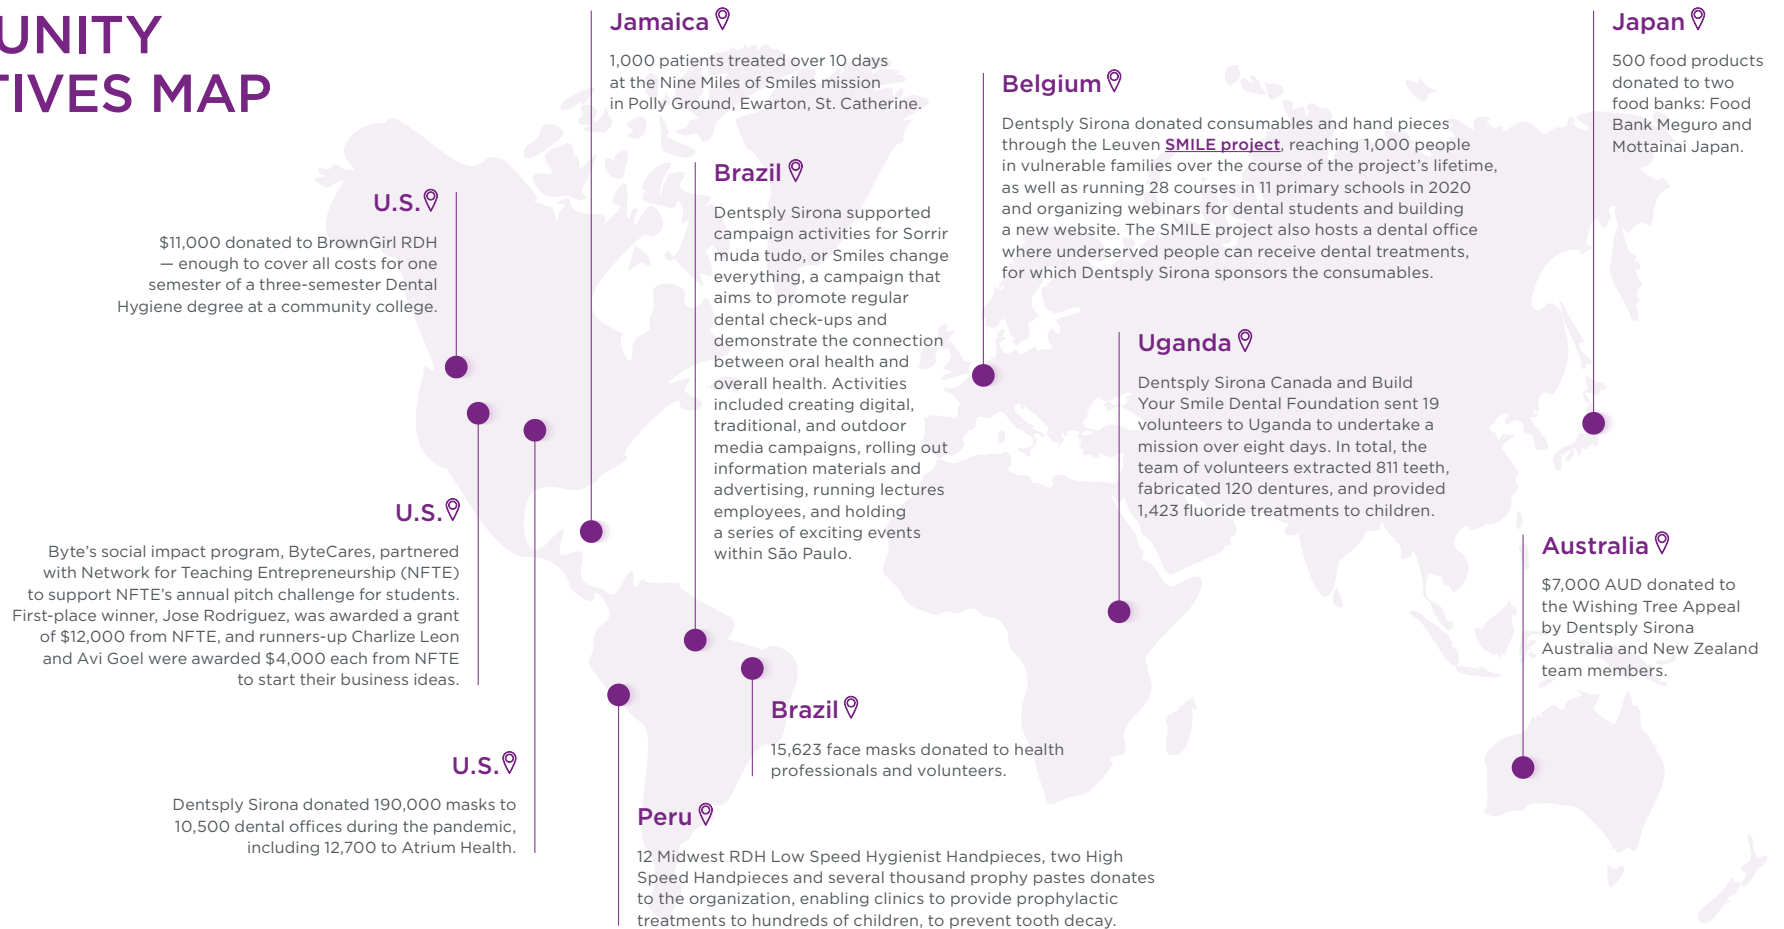 UNITY
TIVES MAP
Jamaica
1,000 patients treated over 10 days
at the Nine Miles of Smiles mission
in Polly Ground, Ewarton, St. Catherine.
Japan
500 food products
donated to two
food banks: Food
Bank Meguro and
Mottainai Japan.
Belgium
Dentsply Sirona donated consumables and hand pieces
through the Leuven SMILE project, reaching 1,000 people
in vulnerable families over the course of the project’s lifetime,
as well as running 28 courses in 11 primary schools in 2020
and organizing webinars for dental students and building
a new website. The SMILE project also hosts a dental office
where underserved people can receive dental treatments,
for which Dentsply Sirona sponsors the consumables.
Brazil
Dentsply Sirona supported
campaign activities for Sorrir
muda tudo, or Smiles change
everything, a campaign that
aims to promote regular
dental check-ups and
demonstrate the connection
between oral health and
overall health. Activities
included creating digital,
traditional, and outdoor
media campaigns, rolling out
information materials and
advertising, running lectures
employees, and holding
a series of exciting events
within São Paulo.
U.S.
$11,000 donated to BrownGirl RDH
— enough to cover all costs for one
semester of a three-semester Dental
Hygiene degree at a community college.
Uganda
Dentsply Sirona Canada and Build
Your Smile Dental Foundation sent 19
volunteers to Uganda to undertake a
mission over eight days. In total, the
team of volunteers extracted 811 teeth,
fabricated 120 dentures, and provided
1,423 fluoride treatments to children.
U.S.
Byte’s social impact program, ByteCares, partnered
with Network for Teaching Entrepreneurship (NFTE)
to support NFTE’s annual pitch challenge for students.
First-place winner, Jose Rodriguez, was awarded a grant
of $12,000 from NFTE, and runners-up Charlize Leon
and Avi Goel were awarded $4,000 each from NFTE
to start their business ideas.
Australia
$7,000 AUD donated to
the Wishing Tree Appeal
by Dentsply Sirona
Australia and New Zealand
team members.
Brazil
15,623 face masks donated to health
professionals and volunteers.
U.S.
Dentsply Sirona donated 190,000 masks to
10,500 dental offices during the pandemic,
including 12,700 to Atrium Health.
Peru
12 Midwest RDH Low Speed Hygienist Handpieces, two High
Speed Handpieces and several thousand prophy pastes donates
to the organization, enabling clinics to provide prophylactic
treatments to hundreds of children, to prevent tooth decay.